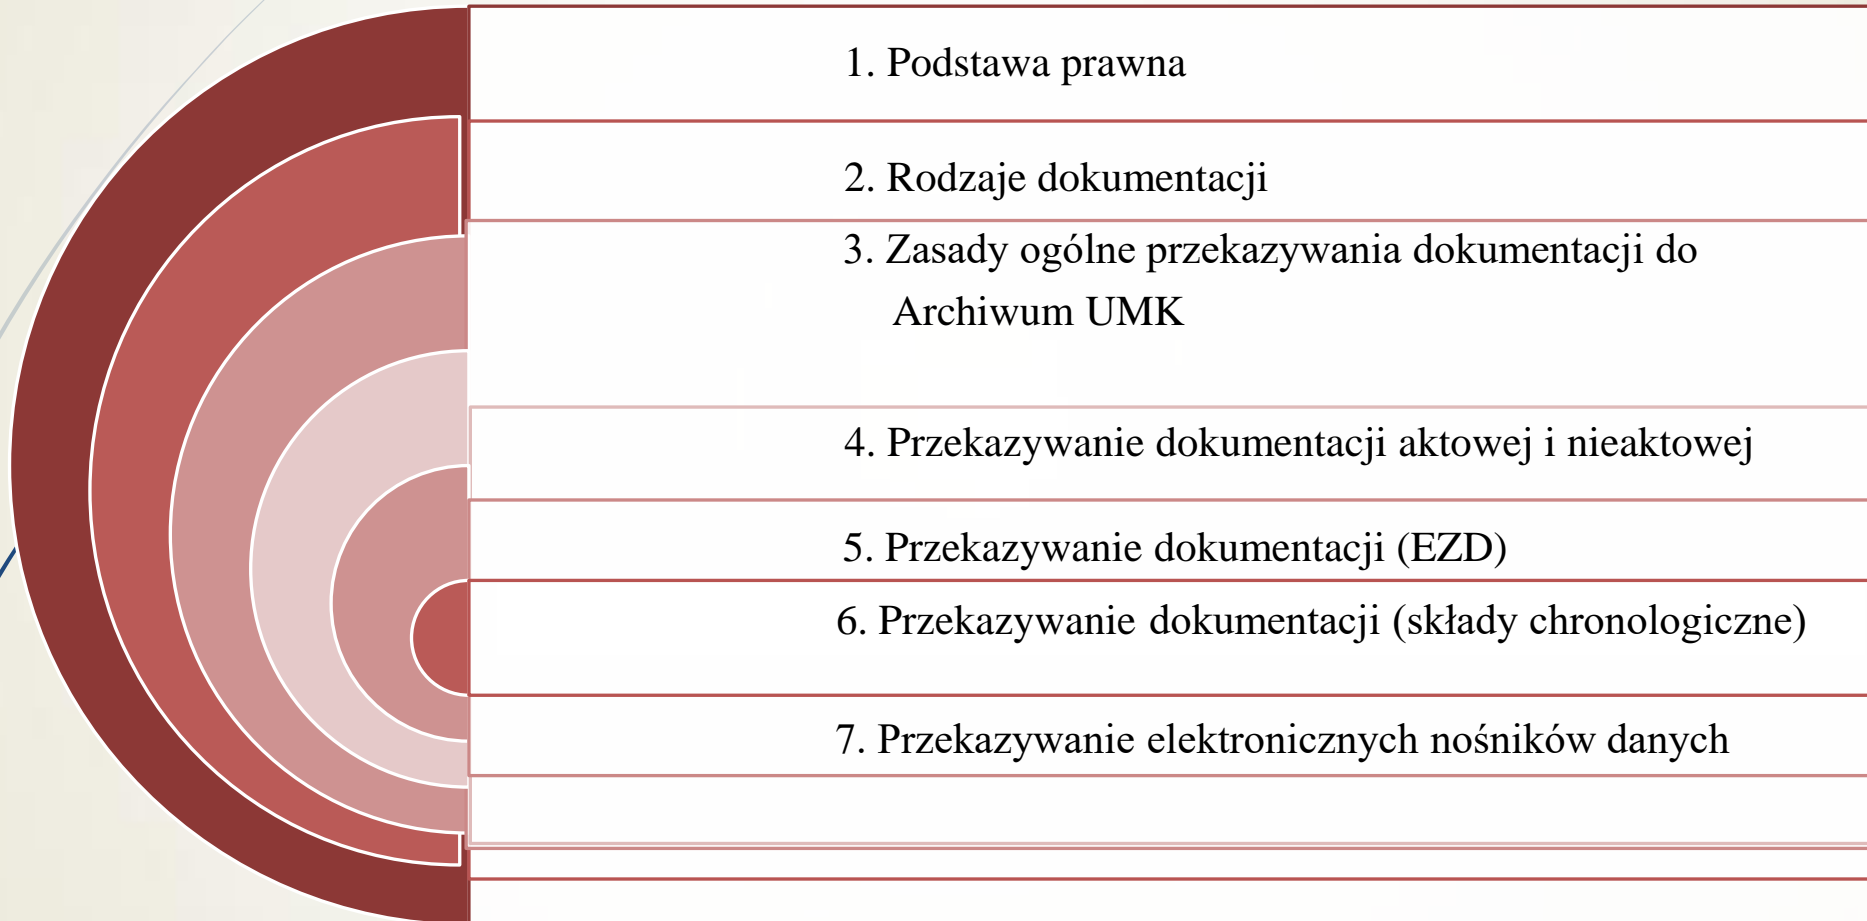 1. Podstawa prawna
2. Rodzaje dokumentacji
3. Zasady ogólne przekazywania dokumentacji do
Archiwum UMK
4. Przekazywanie dokumentacji aktowej i nieaktowej
5. Przekazywanie dokumentacji (EZD)
6. Przekazywanie dokumentacji (składy chronologiczne)
7. Przekazywanie elektronicznych nośników danych